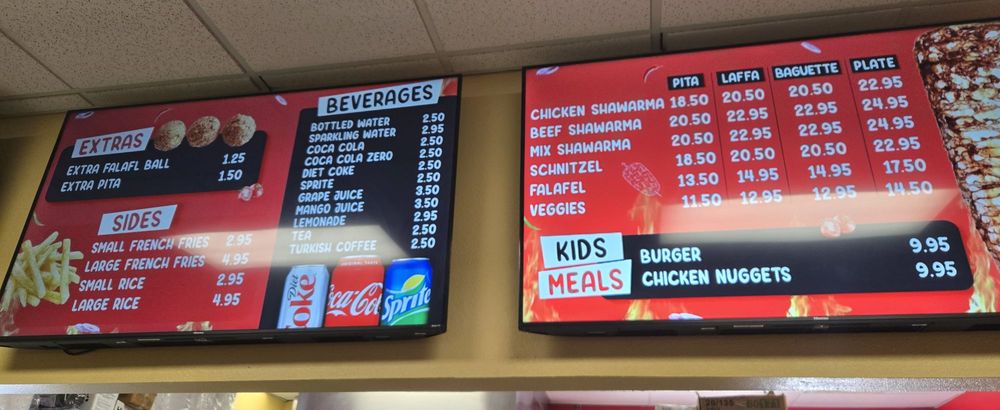 EXTRAS
EXTRA FALAFL BALL 1.25
EXTRA PITA 1.50
SIDES
SMALL FRENCH FRIES 2.95
LARGE FRENCH FRIES 4.95
SMALL RICE 2.95
LARGE RICE 4.95
BEVERAGES
BOTTLED WATER 2.50
SPARKLING WATER 2.95
COCA COLA 2.50
COCA COLA ZERO 2.50
DIET COKE 2.50
SPRITE 2.50
GRAPE JUICE 3.50
MANGO JUICE 3.50
LEMONADE 2.95
TEA 2.50
TURKISH COFFEE 2.50
Diet Coke
ORIGINAL TASTE
Coca-Cola
Sprite
PITA LAFFA BAGUETTE PLATE
CHICKEN SHAWARMA 18.50 20.50 20.50 22.95
BEEF SHAWARMA 20.50 22.95 22.95 24.95
MIX SHAWARMA 20.50 22.95 22.95 24.95
SCHNITZEL 18.50 20.50 20.50 22.95
FALAFEL 13.50 14.95 14.95 17.50
VEGGIES 11.50 12.95 12.95 14.50
KIDS
MEALS
BURGER 9.95
CHICKEN NUGGETS 9.95